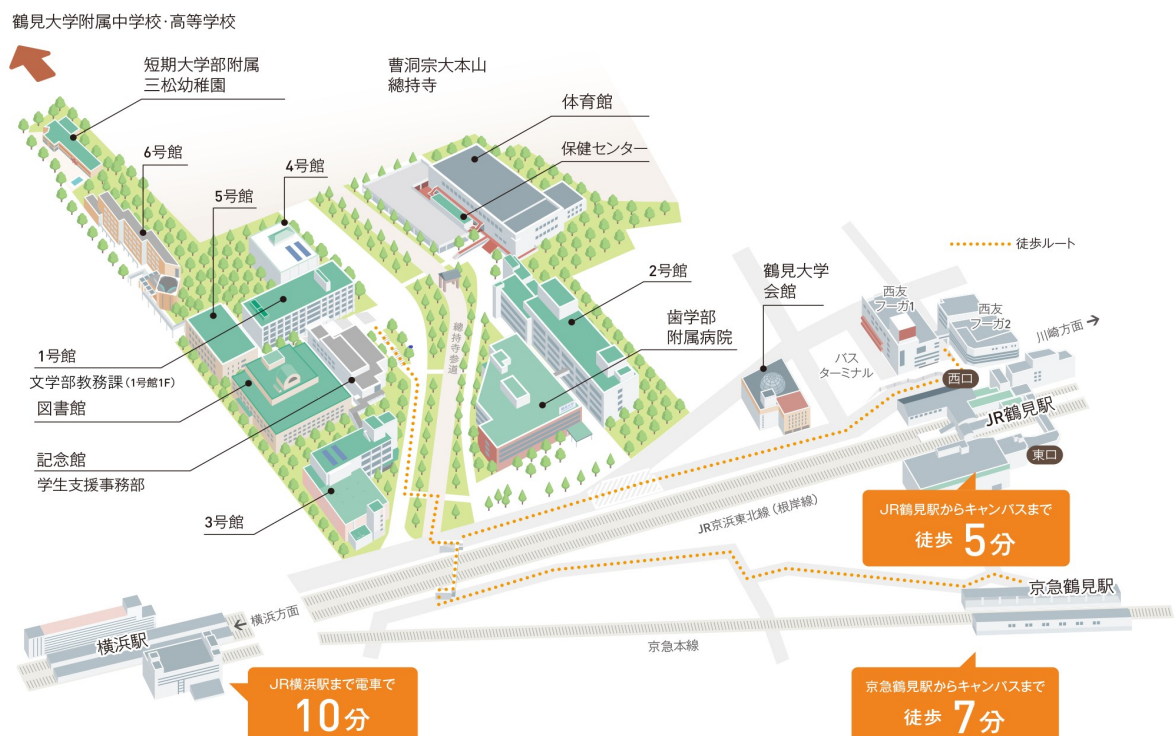 鶴見大学附属中学校・高等学校
短期大学部附属
三松幼稚園
曹洞宗大本山
總持寺
体育館
保健センター
6号館
4号館
5号館
徒歩ルート
2号館
鶴見大学
会館
西友
フーガ1
西友
フーガ2
川崎方面
歯学部
附属病院
總持寺参道
バス
ターミナル
1号館
文学部教務課(1号館1F)
西口
JR鶴見駅
図書館
東口
記念館
学生支援事務部
3号館
JR京浜東北線(根岸線)
JR鶴見駅からキャンパスまで
徒歩 5分
京急鶴見駅
横浜方面
横浜駅
京急本線
JR横浜駅まで電車で
10分
京急鶴見駅からキャンパスまで
徒歩 7分